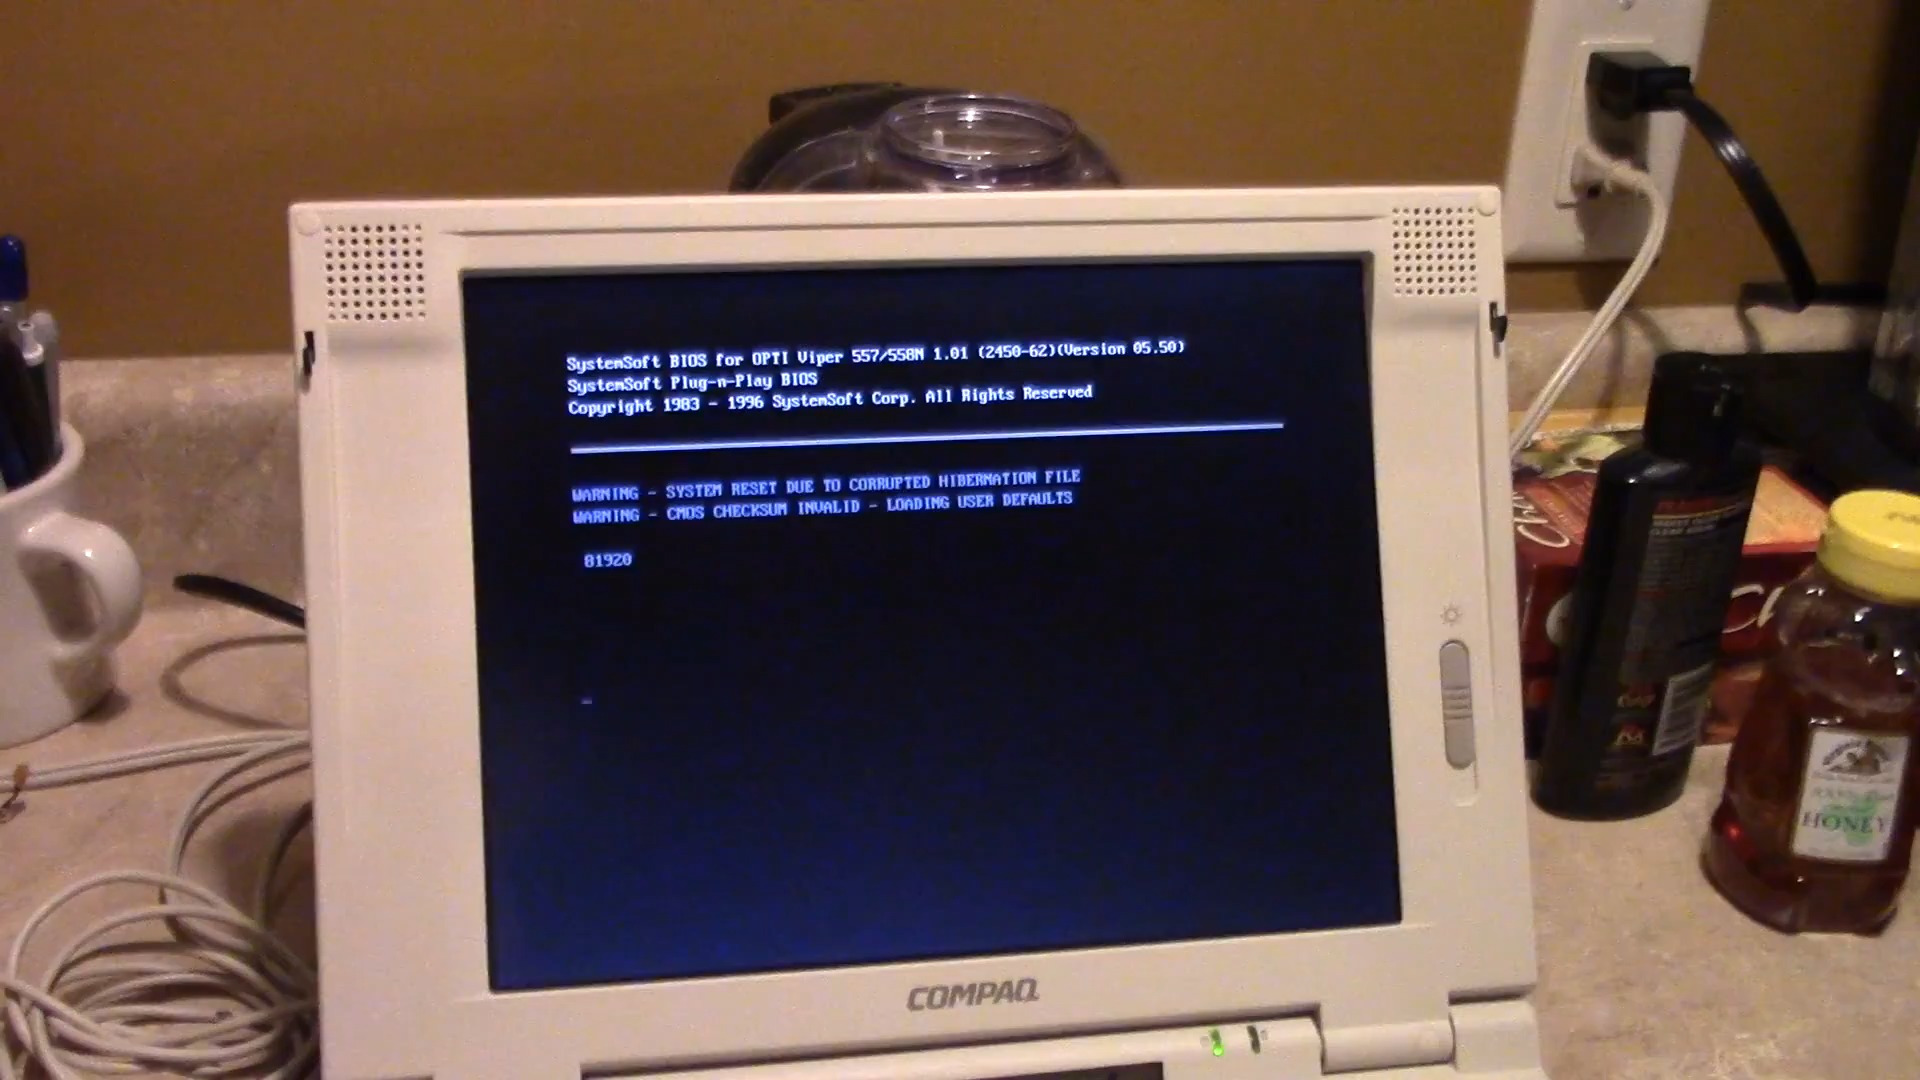 SystemSoft BIOS for OPTI Viper 557/558N 1.01 (2450-62)(Version 05.50)
SystemSoft Plug-n-Play BIOS
Copyright 1983 - 1996 SystemSoft Corp. All Rights Reserved
WARNING - SYSTEM RESET DUE TO CORRUPTED HIBERNATION FILE
WARNING - CMOS CHECKSUM INVALID - LOADING USER DEFAULTS
81920
COMPAQ
HONEY